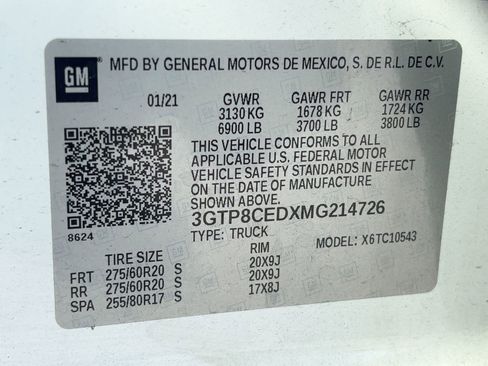 GM MFD BY GENERAL MOTORS DE MEXICO, S. DE R.L. DE C.V.
01/21 GVWR GAWR FRT GAWR RR
3130 KG 1678 KG 1724 KG
6900 LB 3700 LB 3800 LB
THIS VEHICLE CONFORMS TO ALL
APPLICABLE U.S. FEDERAL MOTOR
VEHICLE SAFETY STANDARDS IN EFFECT
ON THE DATE OF MANUFACTURE
SHOWN ABOVE.
3GTP8CEDXMG214726
8624 TYPE: TRUCK MODEL: X6TC10543
TIRE SIZE RIM
FRT 275/60R20 S 20X9J
RR 275/60R20 S 20X9J
SPA 255/80R17 S 17X8J